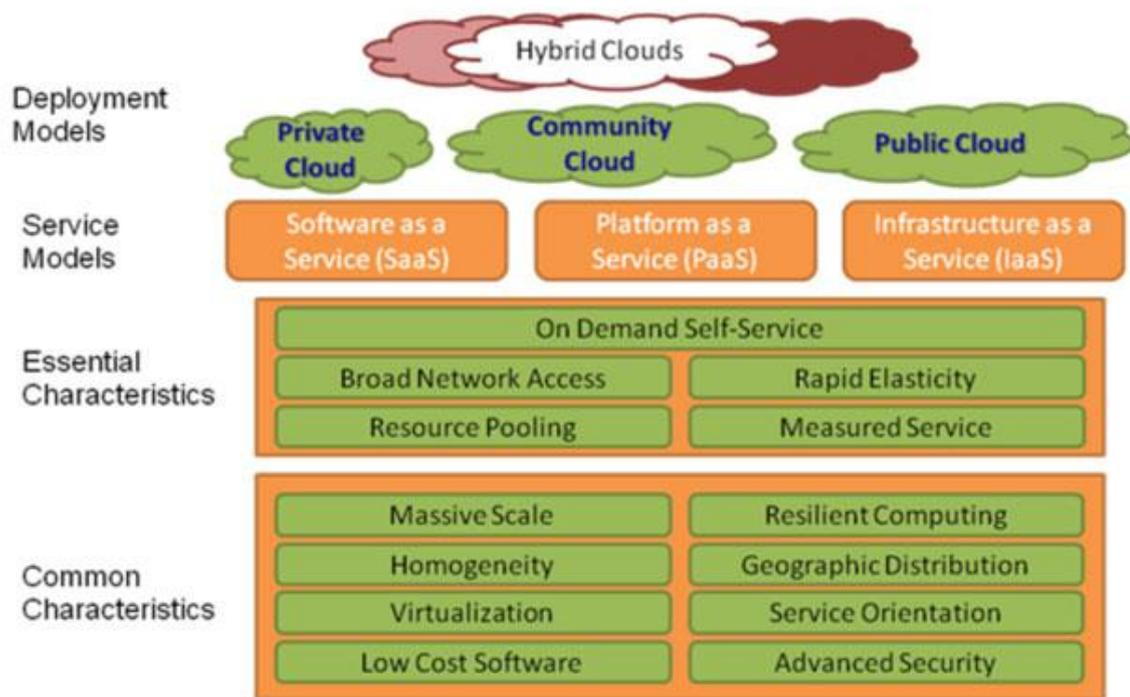 Hybrid Clouds
Deployment
Models
Private
Cloud
Community
Cloud
Public Cloud
Service
Models
Software as a
Service (SaaS)
Platform as a
Service (PaaS)
Infrastructure as a
Service (IaaS)
Essential
Characteristics
On Demand Self-Service
Broad Network Access
Rapid Elasticity
Resource Pooling
Measured Service
Common
Characteristics
Massive Scale
Resilient Computing
Homogeneity
Geographic Distribution
Virtualization
Service Orientation
Low Cost Software
Advanced Security